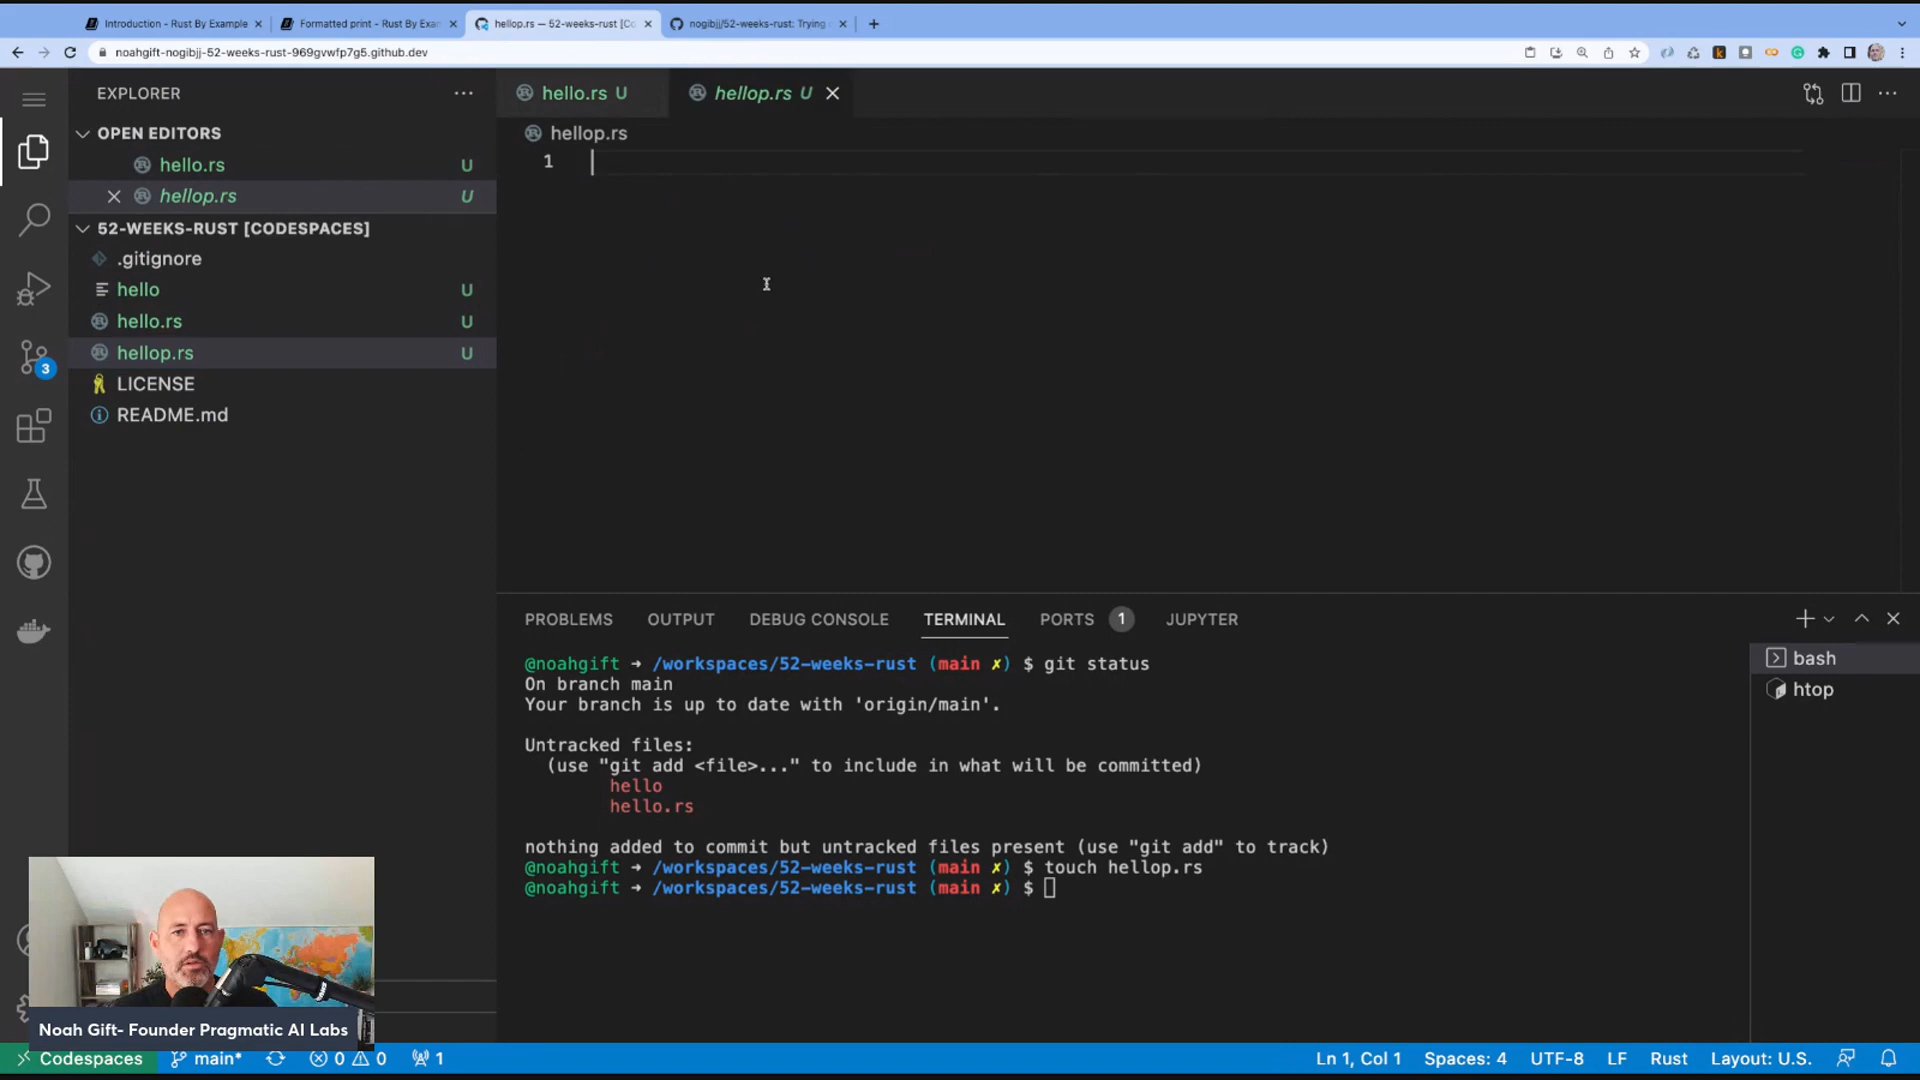 Introduction - Rust By Example
Formatted print - Rust By Exam
hellop.rs — 52-weeks-rust [Co
nogibjj/52-weeks-rust: Trying
noahgift-nogibjj-52-weeks-rust-969gvwfp7g5.github.dev
EXPLORER
OPEN EDITORS
hello.rs U
hellop.rs U
52-WEEKS-RUST [CODESPACES]
.gitignore
hello U
hello.rs U
hellop.rs U
LICENSE
README.md
3
hello.rs U
hellop.rs U
hellop.rs
1
PROBLEMS OUTPUT DEBUG CONSOLE TERMINAL PORTS 1 JUPYTER
@noahgift ➜ /workspaces/52-weeks-rust (main ✗) $ git status
On branch main
Your branch is up to date with 'origin/main'.
Untracked files:
(use "git add <file>..." to include in what will be committed)
hello
hello.rs
nothing added to commit but untracked files present (use "git add" to track)
@noahgift ➜ /workspaces/52-weeks-rust (main ✗) $ touch hellop.rs
@noahgift ➜ /workspaces/52-weeks-rust (main ✗) $
bash
htop
Noah Gift- Founder Pragmatic AI Labs
Codespaces main* 0 0 1 Ln 1, Col 1 Spaces: 4 UTF-8 LF Rust Layout: U.S.